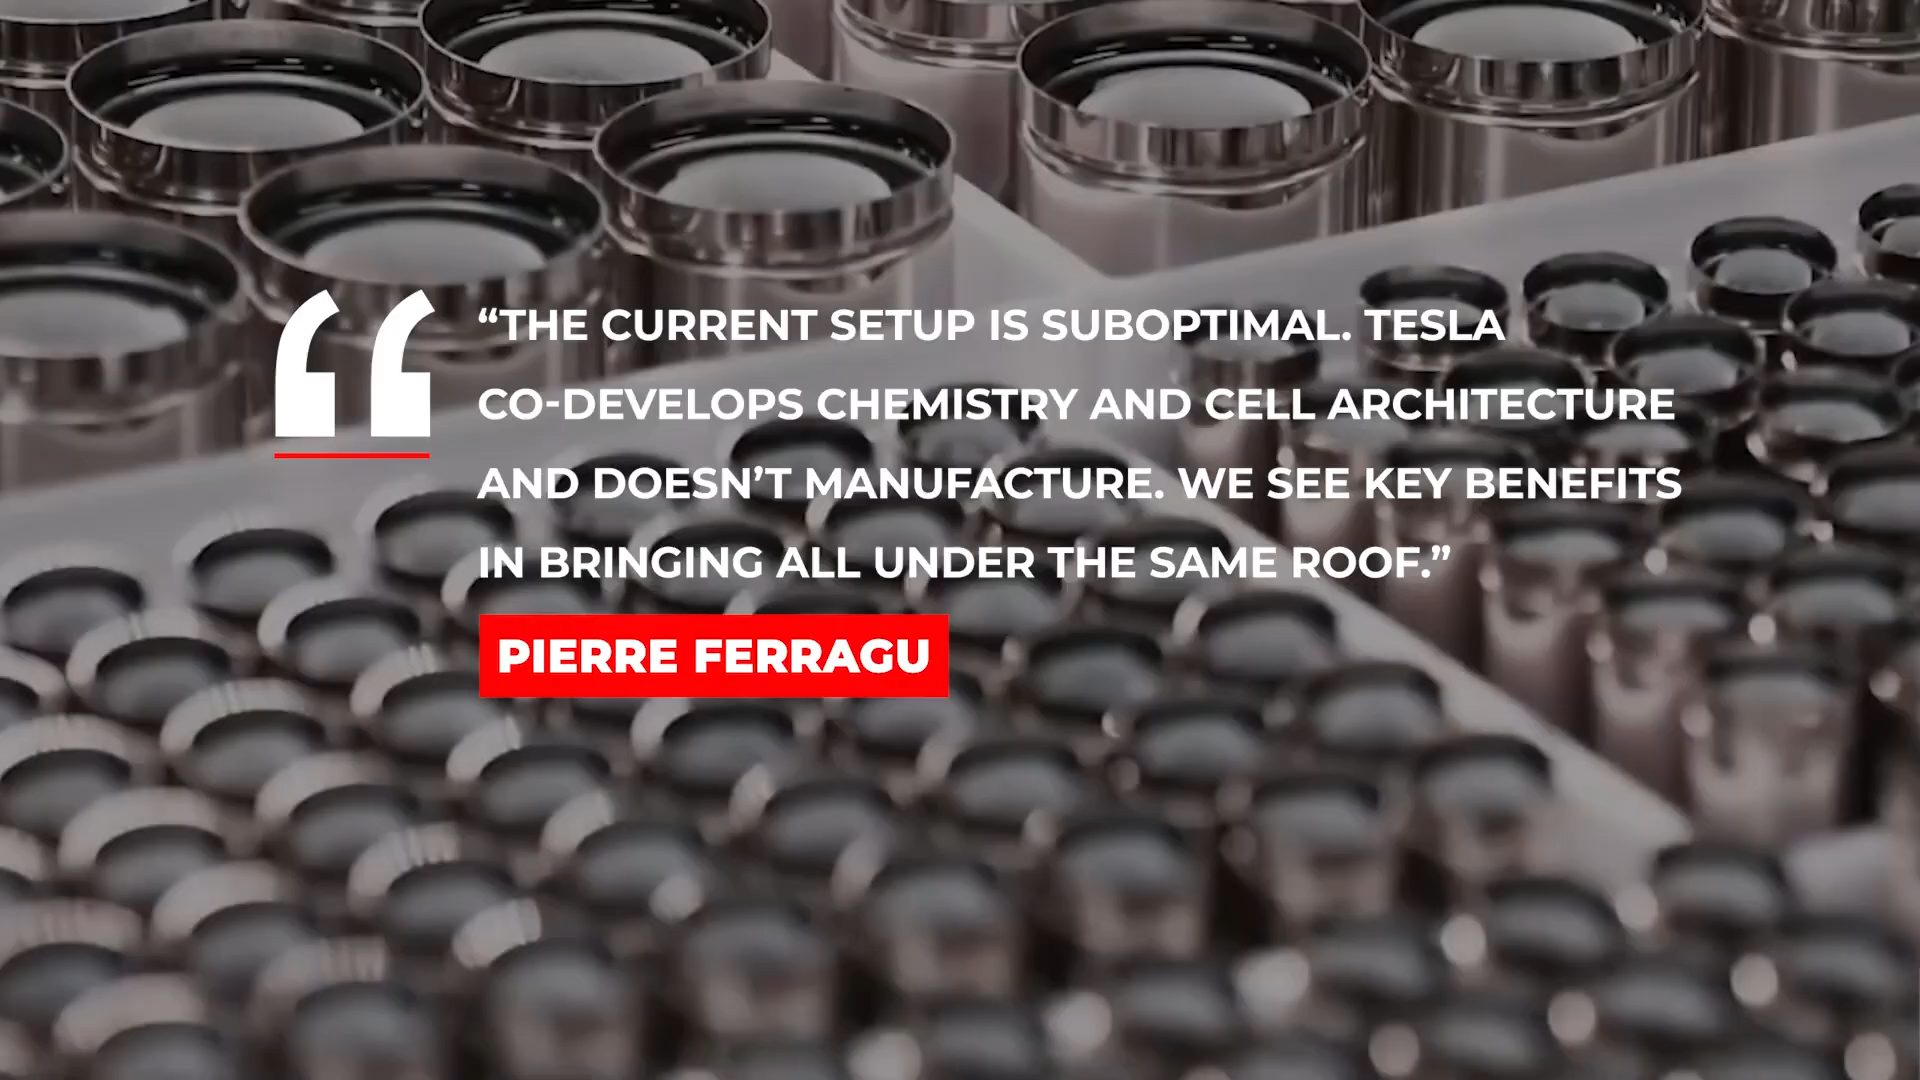 “THE CURRENT SETUP IS SUBOPTIMAL. TESLA
CO-DEVELOPS CHEMISTRY AND CELL ARCHITECTURE
AND DOESN’T MANUFACTURE. WE SEE KEY BENEFITS
IN BRINGING ALL UNDER THE SAME ROOF.”
PIERRE FERRAGU